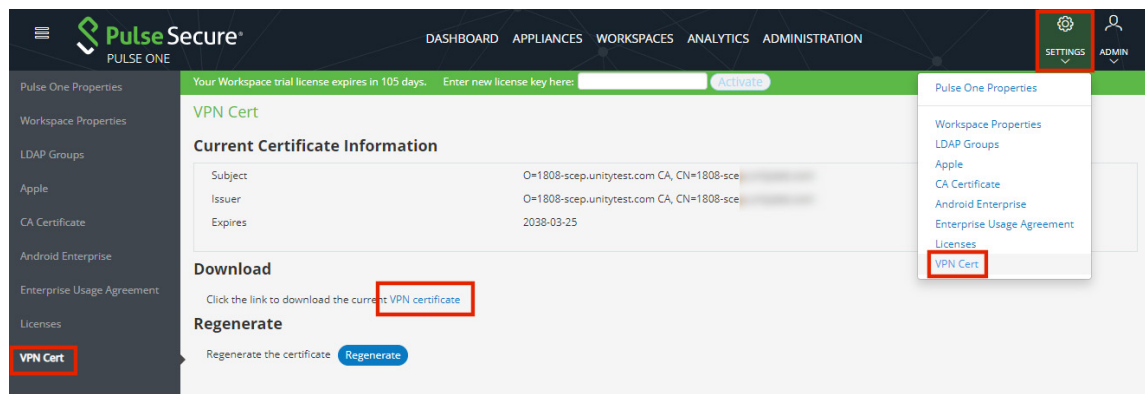 Pulse Secure®
PULSE ONE
DASHBOARD APPLIANCES WORKSPACES ANALYTICS ADMINISTRATION
SETTINGS
ADMIN
Pulse One Properties
Workspace Properties
LDAP Groups
Apple
CA Certificate
Android Enterprise
Enterprise Usage Agreement
Licenses
VPN Cert
Your Workspace trial license expires in 105 days. Enter new license key here: Activate
VPN Cert
Current Certificate Information
Subject O=1808-scep.unitytest.com CA, CN=1808-sce
Issuer O=1808-scep.unitytest.com CA, CN=1808-sce
Expires 2038-03-25
Download
Click the link to download the current VPN certificate
Regenerate
Regenerate the certificate Regenerate
Pulse One Properties
Workspace Properties
LDAP Groups
Apple
CA Certificate
Android Enterprise
Enterprise Usage Agreement
Licenses
VPN Cert